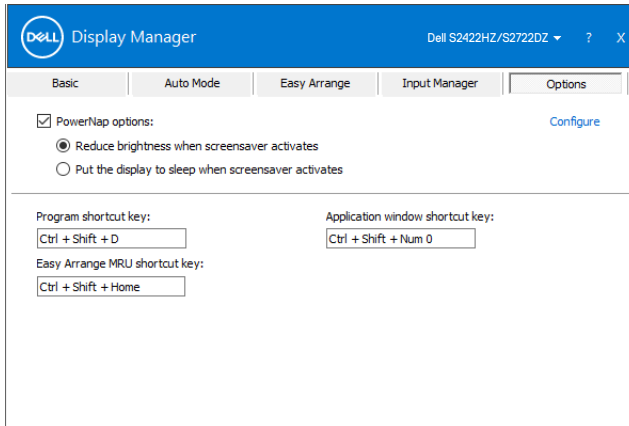 DELL Display Manager Dell S2422HZ/S2722DZ ? X
Basic Auto Mode Easy Arrange Input Manager Options
PowerNap options: Configure
Reduce brightness when screensaver activates
Put the display to sleep when screensaver activates
Program shortcut key: Application window shortcut key:
Ctrl + Shift + D Ctrl + Shift + Num 0
Easy Arrange MRU shortcut key:
Ctrl + Shift + Home